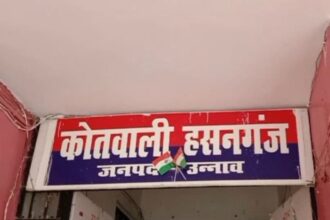 कोतवाली हसनगंज
जनपद उन्नाव